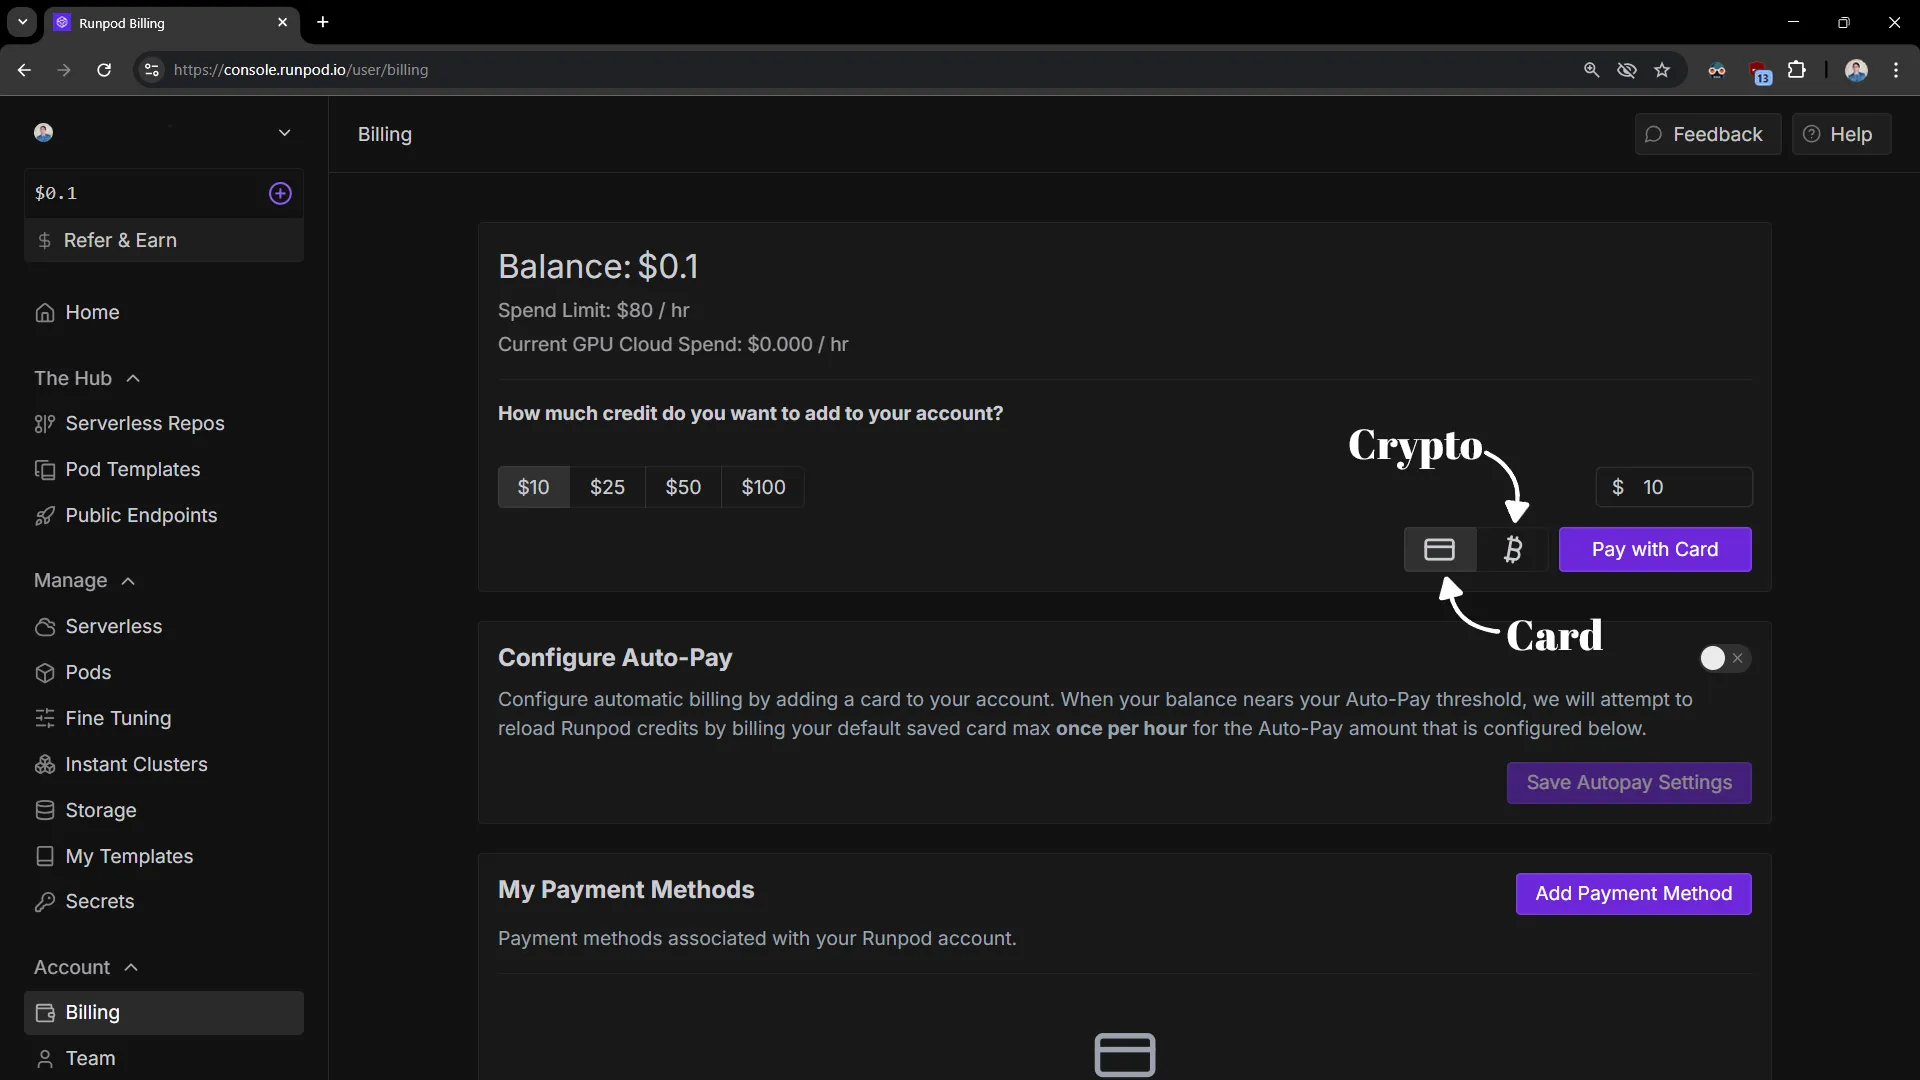 Runpod Billing
https://console.runpod.io/user/billing
13
$0.1
Refer & Earn
Home
The Hub
Serverless Repos
Pod Templates
Public Endpoints
Manage
Serverless
Pods
Fine Tuning
Instant Clusters
Storage
My Templates
Secrets
Account
Billing
Team
Billing
Feedback
Help
Balance: $0.1
Spend Limit: $80 / hr
Current GPU Cloud Spend: $0.000 / hr
How much credit do you want to add to your account?
Crypto
$10 $25 $50 $100
$ 10
Pay with Card
Card
Configure Auto-Pay
Configure automatic billing by adding a card to your account. When your balance nears your Auto-Pay threshold, we will attempt to
reload Runpod credits by billing your default saved card max once per hour for the Auto-Pay amount that is configured below.
Save Autopay Settings
My Payment Methods
Add Payment Method
Payment methods associated with your Runpod account.